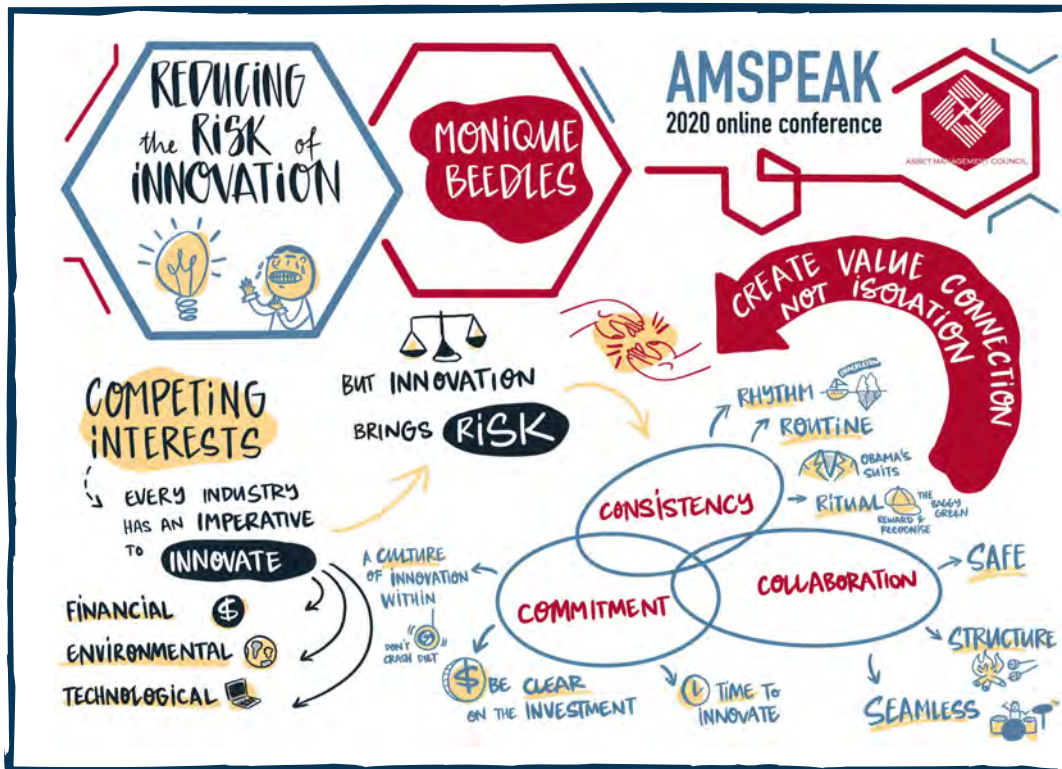 REDUCING
the RISK of
INNOVATION
MONIQUE
BEEDLES
AMSPEAK
2020 online conference
ASSET MANAGEMENT COUNCIL
CREATE VALUE CONNECTION
NOT ISOLATION
COMPETING
INTERESTS
EVERY INDUSTRY
HAS AN IMPERATIVE
TO INNOVATE
FINANCIAL $
ENVIRONMENTAL
TECHNOLOGICAL
BUT INNOVATION
BRINGS RISK
CONSISTENCY
RHYTHM
SHACKLETON
ROUTINE
OBAMA'S
SUITS
RITUAL
THE
BAGGY
GREEN
REWARD &
RECOGNISE
COMMITMENT
A CULTURE
OF INNOVATION
WITHIN
DON'T
CRASH DIET
$ BE CLEAR
ON THE INVESTMENT
TIME TO
INNOVATE
COLLABORATION
SAFE
STRUCTURE
SEAMLESS